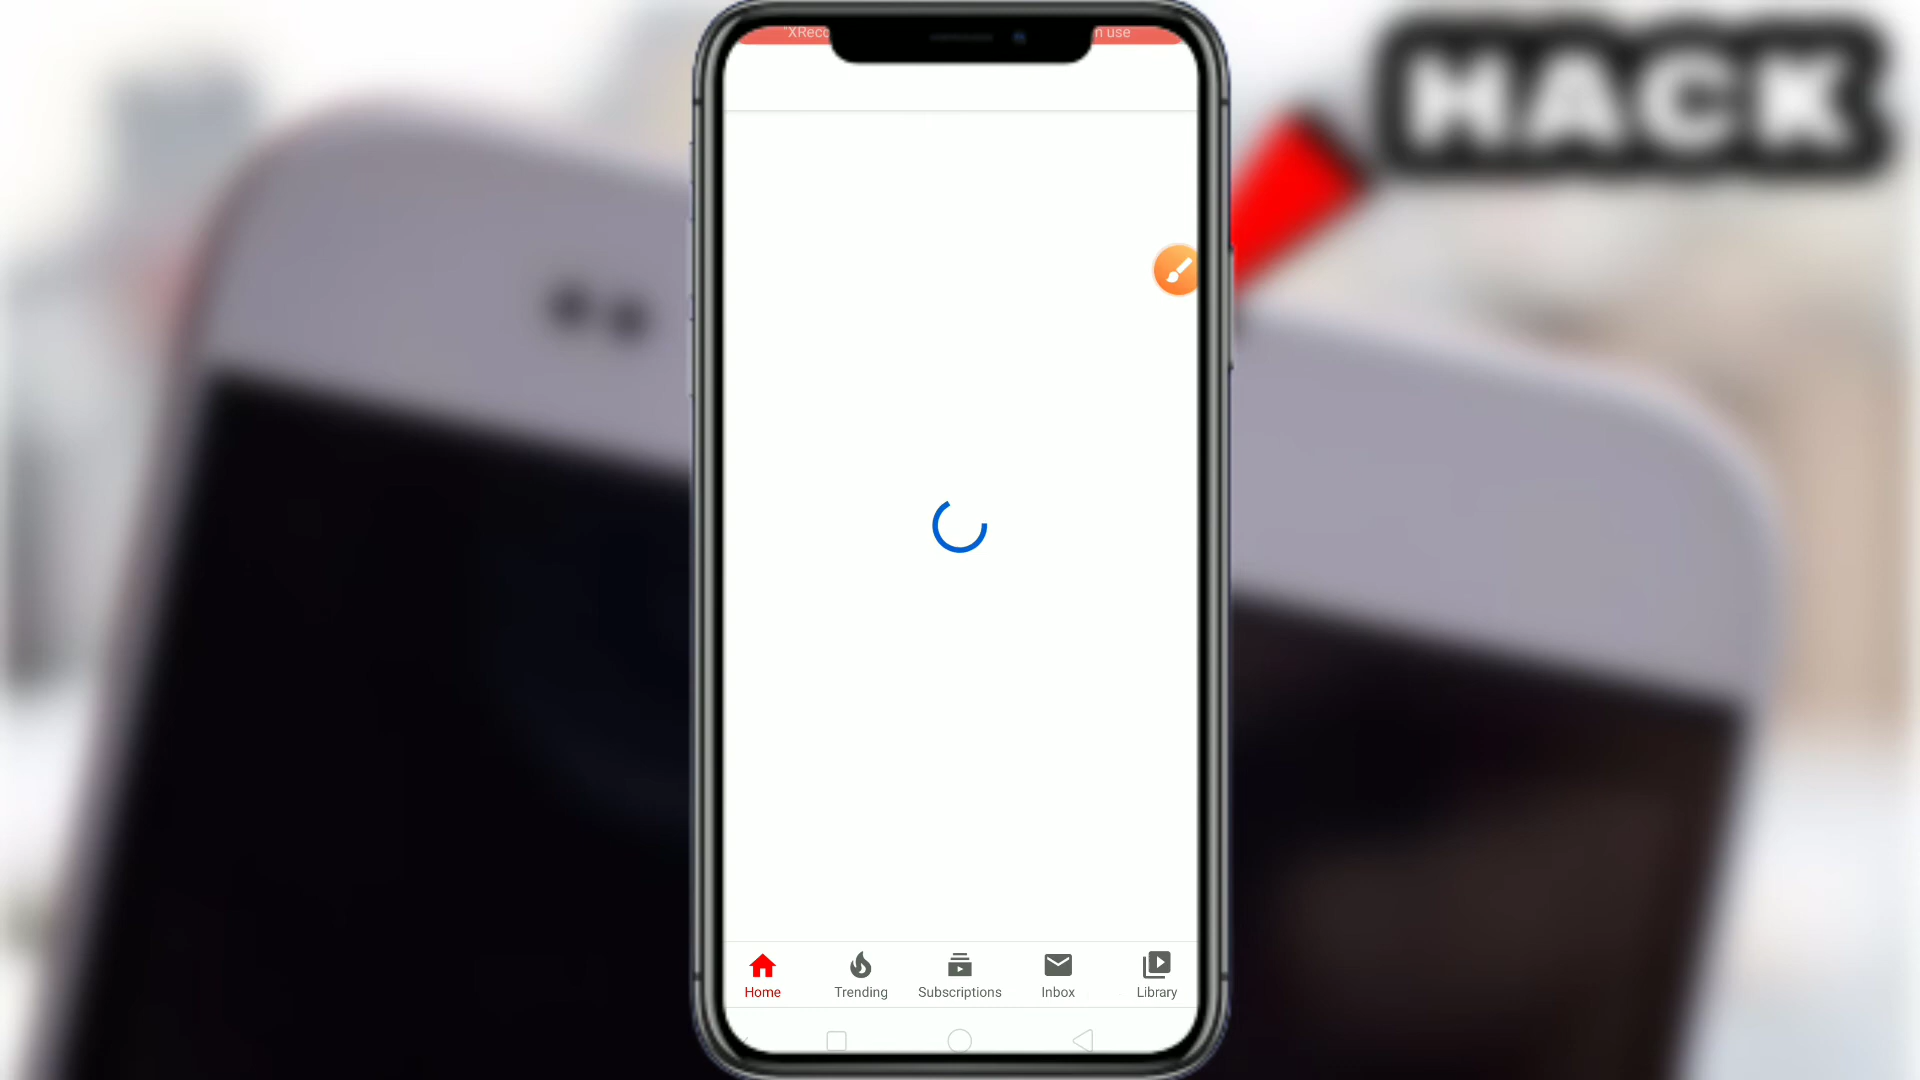 HACK
"XReco
n use
Home
Trending
Subscriptions
Inbox
Library